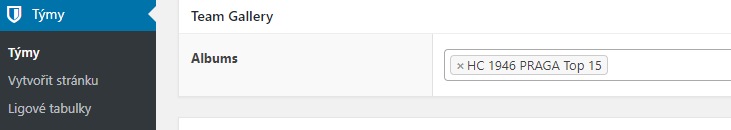 Týmy
Team Gallery
Týmy
Albums
× HC 1946 PRAGA Top 15
Vytvořit stránku
Ligové tabulky